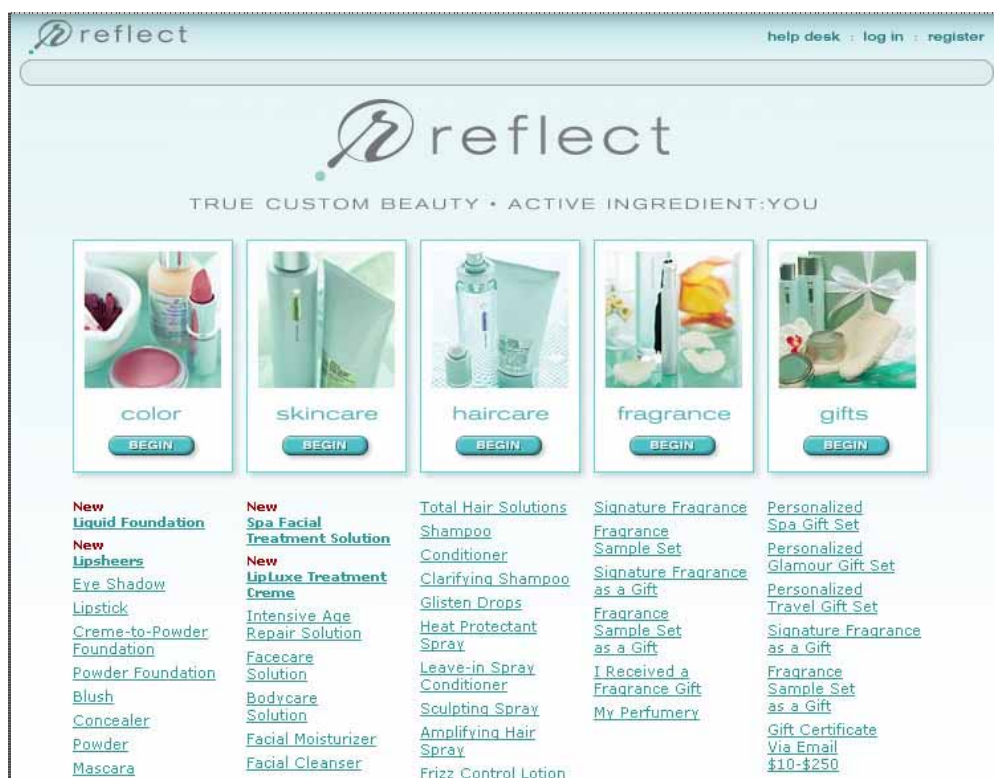 reflect
help desk : log in : register
reflect
TRUE CUSTOM BEAUTY • ACTIVE INGREDIENT:YOU
color
BEGIN
skincare
BEGIN
haircare
BEGIN
fragrance
BEGIN
gifts
BEGIN
New
Liquid Foundation
New
Lipsheers
Eye Shadow
Lipstick
Creme-to-Powder
Foundation
Powder Foundation
Blush
Concealer
Powder
Mascara
New
Spa Facial
Treatment Solution
New
LipLuxe Treatment
Creme
Intensive Age
Repair Solution
Facecare
Solution
Bodycare
Solution
Facial Moisturizer
Facial Cleanser
Total Hair Solutions
Shampoo
Conditioner
Clarifying Shampoo
Glisten Drops
Heat Protectant
Spray
Leave-in Spray
Conditioner
Sculpting Spray
Amplifying Hair
Spray
Frizz Control Lotion
Signature Fragrance
Fragrance
Sample Set
Signature Fragrance
as a Gift
Fragrance
Sample Set
as a Gift
I Received a
Fragrance Gift
My Perfumery
Personalized
Spa Gift Set
Personalized
Glamour Gift Set
Personalized
Travel Gift Set
Signature Fragrance
as a Gift
Fragrance
Sample Set
as a Gift
Gift Certificate
Via Email
$10-$250